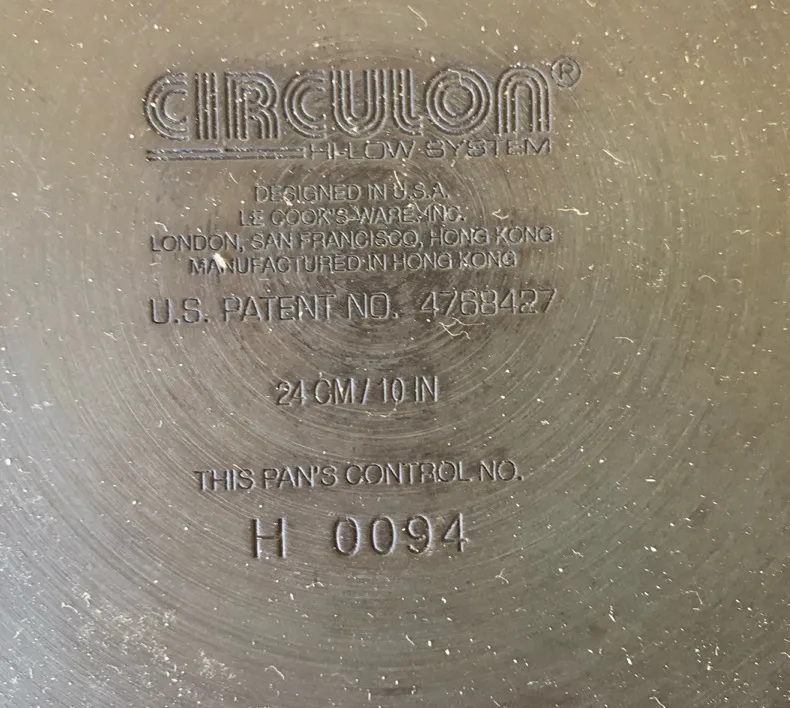 CIRCULON®
HI-LOW SYSTEM
DESIGNED IN U.S.A.
LE COOK'S-WARE, INC.
LONDON, SAN FRANCISCO, HONG KONG
MANUFACTURED IN HONG KONG
U.S. PATENT NO. 4768427
24 CM / 10 IN
THIS PAN'S CONTROL NO.
H 0094